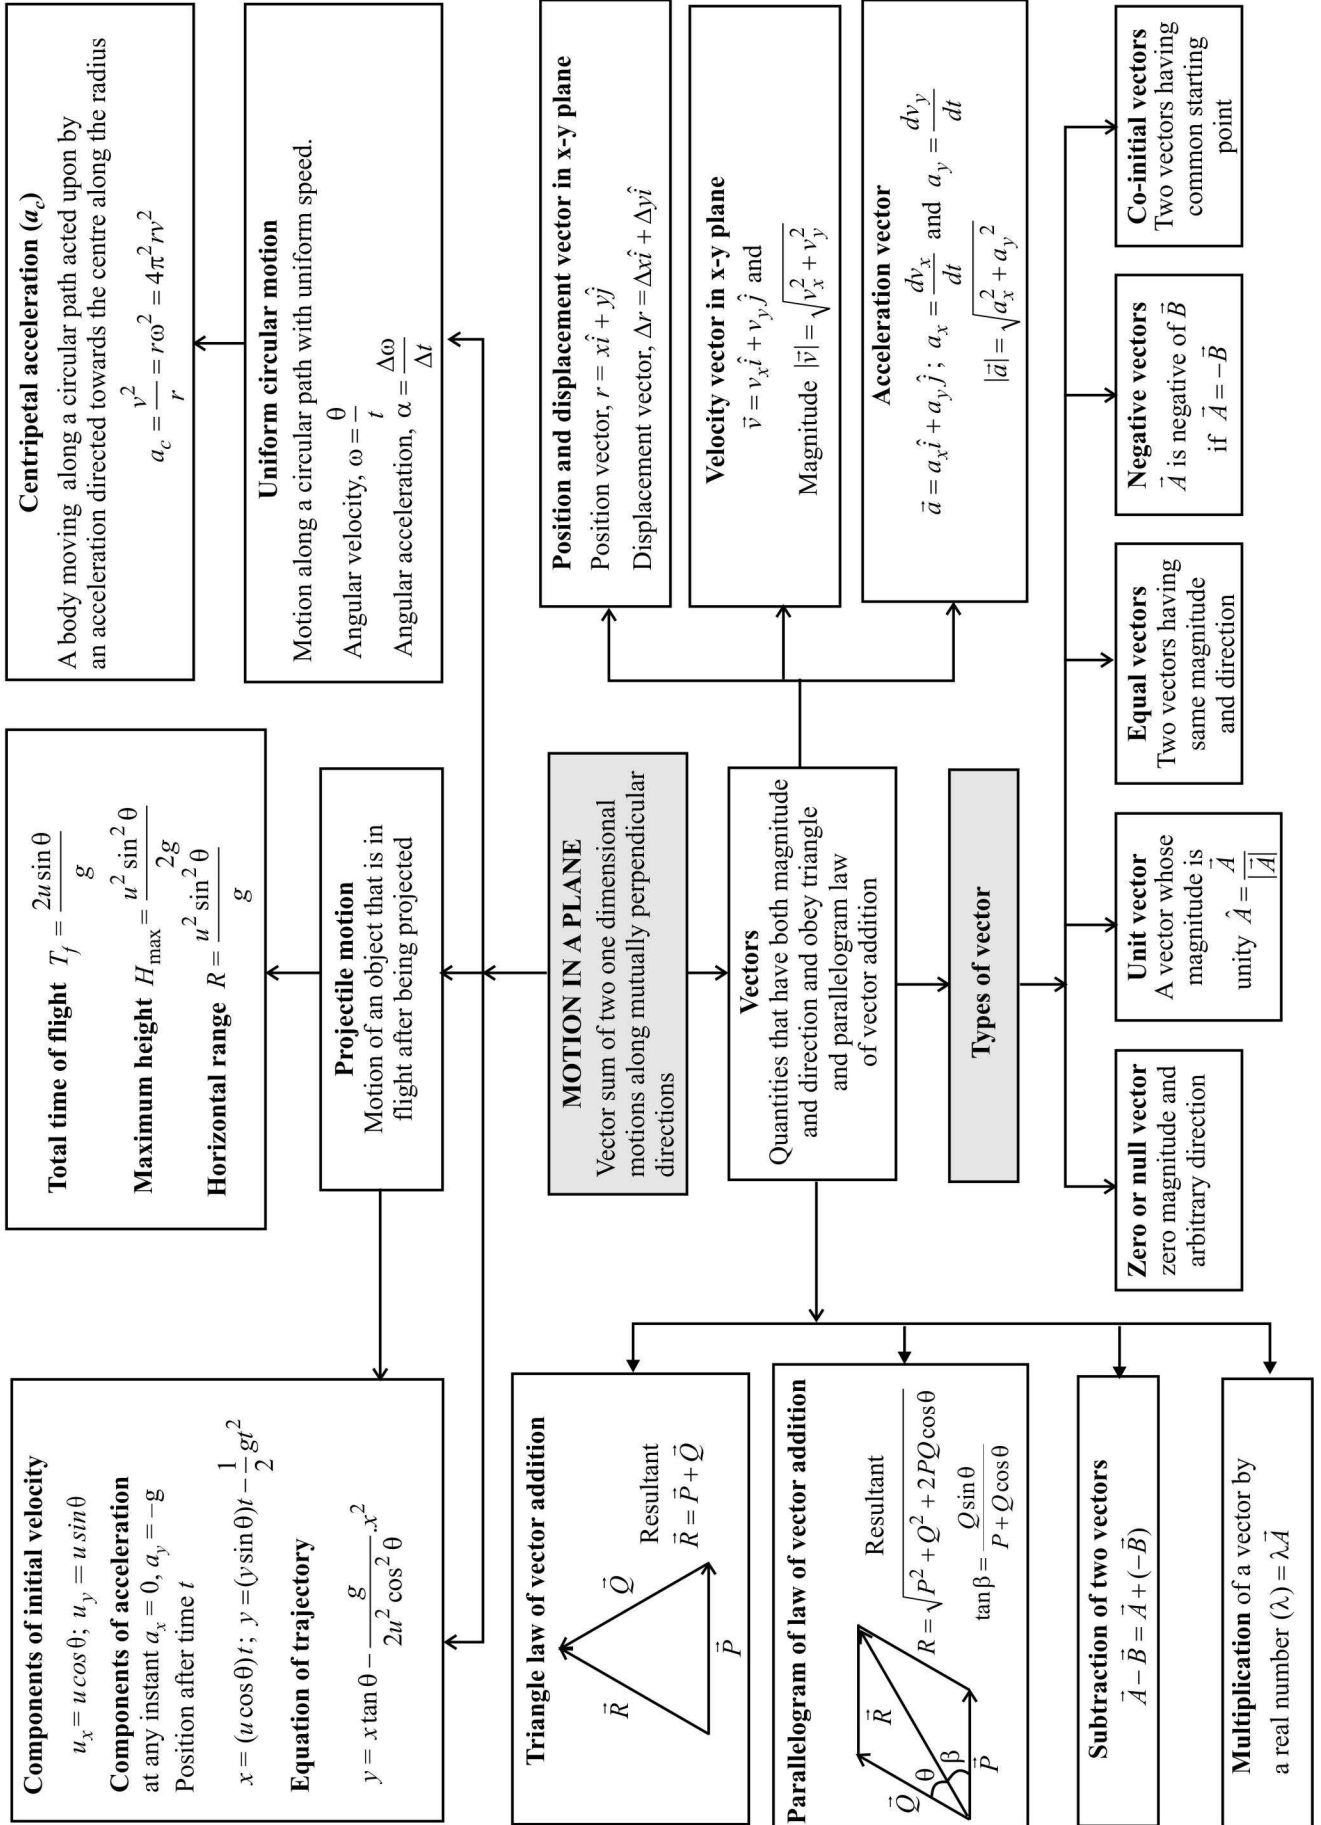 Components of initial velocity
u_x = u cos θ; u_y = u sin θ
Components of acceleration
at any instant a_x = 0, a_y = −g
Position after time t
x = (u cos θ) t ; y = (y sin θ)t − 1/2 gt²
Equation of trajectory
y = x tan θ − g/(2u² cos² θ) .x²
Total time of flight T_f = 2u sin θ / g
Maximum height H_max = u² sin² θ / 2g
Horizontal range R = u² sin² θ / g
Centripetal acceleration (a_c)
A body moving along a circular path acted upon by
an acceleration directed towards the centre along the radius
a_c = v²/r = rω² = 4π² rv²
Projectile motion
Motion of an object that is in
flight after being projected
Uniform circular motion
Motion along a circular path with uniform speed.
Angular velocity, ω = θ/t
Angular acceleration, α = Δω/Δt
MOTION IN A PLANE
Vector sum of two one dimensional
motions along mutually perpendicular
directions
Triangle law of vector addition
R⃗
Q⃗
P⃗
Resultant
R⃗ = P⃗ + Q⃗
Vectors
Quantities that have both magnitude
and direction and obey triangle
and parallelogram law
of vector addition
Position and displacement vector in x-y plane
Position vector, r = xî + yĵ
Displacement vector, Δr = Δxî + Δyî
Velocity vector in x-y plane
v⃗ = v_x î + v_y ĵ and
Magnitude |v⃗| = √(v_x² + v_y²)
Acceleration vector
a⃗ = a_x î + a_y ĵ ; a_x = dv_x/dt and a_y = dv_y/dt
|a⃗| = √(a_x² + a_y²)
Parallelogram of law of vector addition
Q⃗
θ
β
R⃗
P⃗
Resultant
R = √(P² + Q² + 2PQ cos θ)
tan β = Q sin θ / (P + Q cos θ)
Types of vector
Subtraction of two vectors
A⃗ − B⃗ = A⃗ + (−B⃗)
Multiplication of a vector by
a real number (λ) = λA⃗
Zero or null vector
zero magnitude and
arbitrary direction
Unit vector
A vector whose
magnitude is
unity Â = A⃗/|A⃗|
Equal vectors
Two vectors having
same magnitude
and direction
Negative vectors
A⃗ is negative of B⃗
if A⃗ = −B⃗
Co-initial vectors
Two vectors having
common starting
point